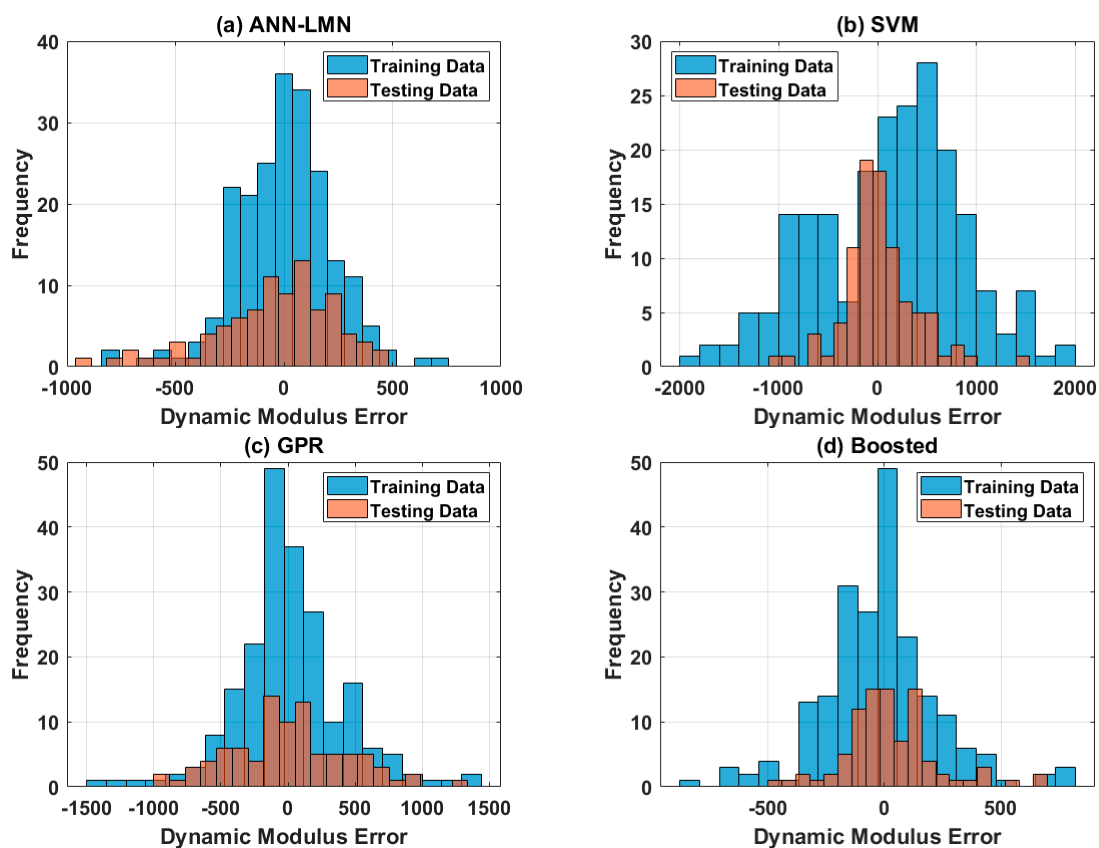 (a) ANN-LMN
40
30
20
10
0
Frequency
Training Data
Testing Data
-1000 -500 0 500 1000
Dynamic Modulus Error
(b) SVM
30
25
20
15
10
5
0
Frequency
Training Data
Testing Data
-2000 -1000 0 1000 2000
Dynamic Modulus Error
(c) GPR
50
40
30
20
10
0
Frequency
Training Data
Testing Data
-1500 -1000 -500 0 500 1000 1500
Dynamic Modulus Error
(d) Boosted
50
40
30
20
10
0
Frequency
Training Data
Testing Data
-500 0 500
Dynamic Modulus Error